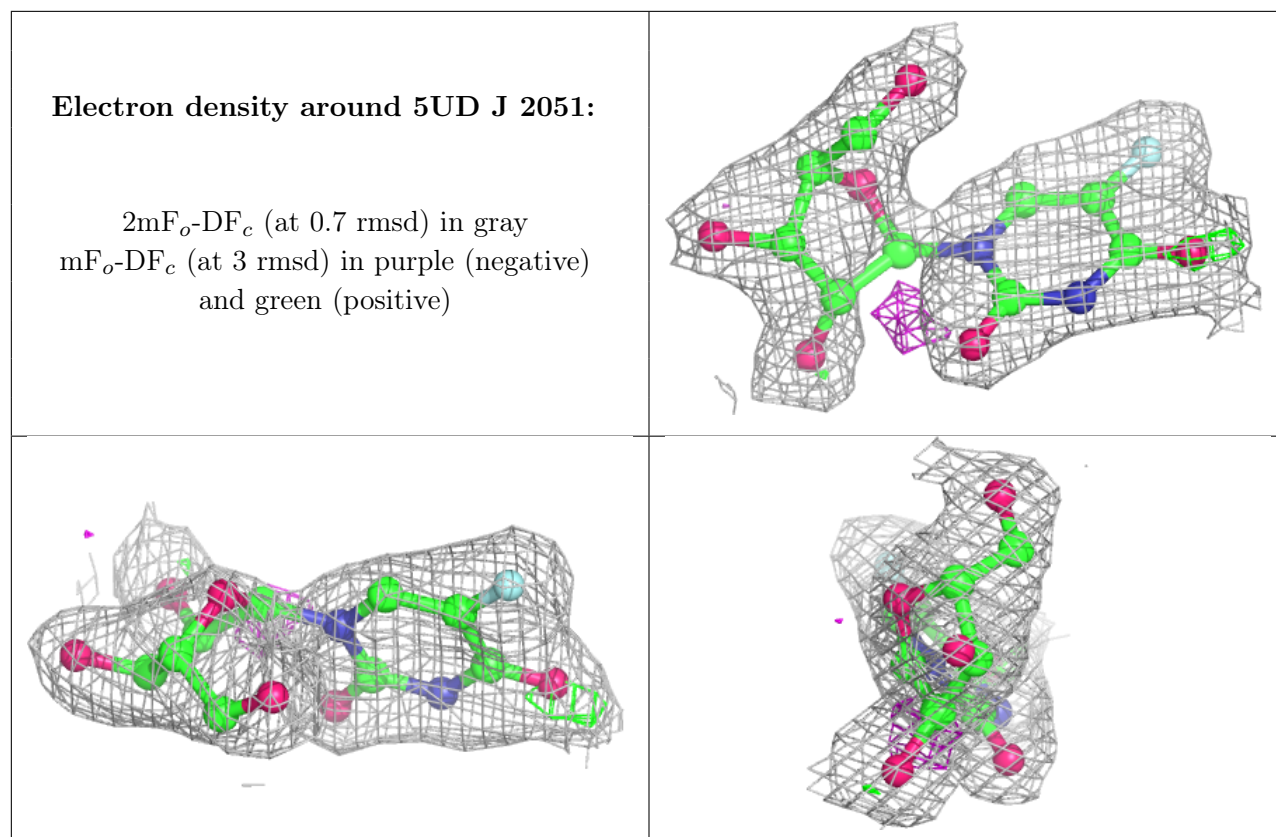 Electron density around 5UD J 2051:
2mFₒ-DF𝒸 (at 0.7 rmsd) in gray
mFₒ-DF𝒸 (at 3 rmsd) in purple (negative)
and green (positive)